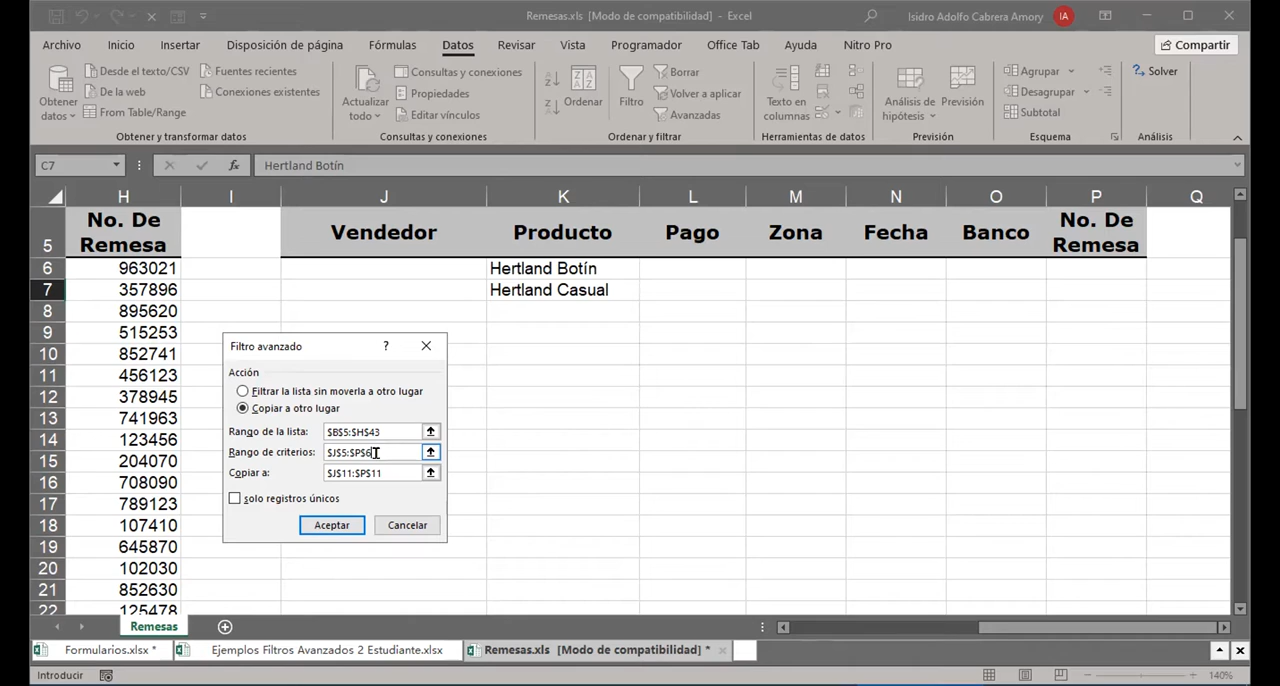 Remesas.xls [Modo de compatibilidad] - Excel
Isidro Adolfo Cabrera Amory
IA
Archivo Inicio Insertar Disposición de página Fórmulas Datos Revisar Vista Programador Office Tab Ayuda Nitro Pro
Compartir
Obtener datos
Desde el texto/CSV
De la web
From Table/Range
Fuentes recientes
Conexiones existentes
Obtener y transformar datos
Actualizar todo
Consultas y conexiones
Propiedades
Editar vínculos
Consultas y conexiones
Ordenar
Filtro
Borrar
Volver a aplicar
Avanzadas
Ordenar y filtrar
Texto en columnas
Herramientas de datos
Análisis de hipótesis
Previsión
Previsión
Agrupar
Desagrupar
Subtotal
Esquema
Solver
Análisis
C7
fx
Hertland Botín
H I J K L M N O P Q
5 No. De Remesa Vendedor Producto Pago Zona Fecha Banco No. De Remesa
6 963021 Hertland Botín
7 357896 Hertland Casual
8 895620
9 515253
10 852741
11 456123
12 378945
13 741963
14 123456
15 204070
16 708090
17 789123
18 107410
19 645870
20 102030
21 852630
22 125478
Filtro avanzado
?
Acción
Filtrar la lista sin moverla a otro lugar
Copiar a otro lugar
Rango de la lista: $B$5:$H$43
Rango de criterios: $J$5:$P$6
Copiar a: $J$11:$P$11
Solo registros únicos
Aceptar Cancelar
Remesas
Formularios.xlsx * Ejemplos Filtros Avanzados 2 Estudiante.xlsx Remesas.xls [Modo de compatibilidad] *
Introducir
140%